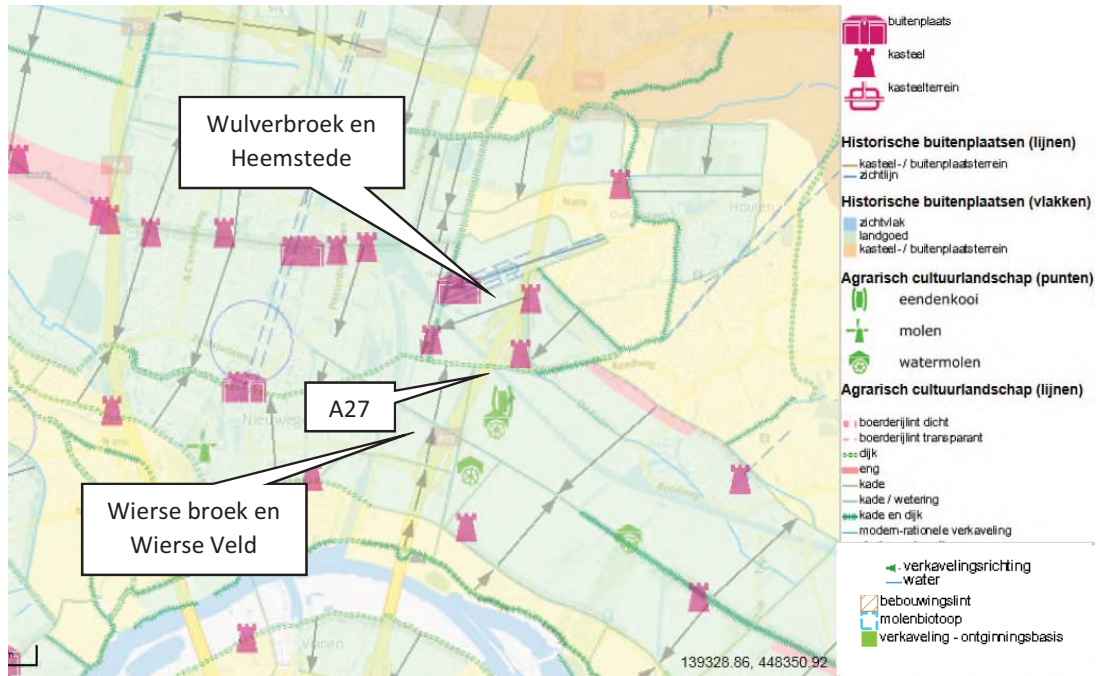 Wulverbroek en
Heemstede
Houten
A27
Nieuwe
Wierse broek en
Wierse Veld
139328.86, 448350.92
buitenplaats
kasteel
kasteelterrein
Historische buitenplaatsen (lijnen)
kasteel- / buitenplaatsterrein
zichtlijn
Historische buitenplaatsen (vlakken)
zichtvlak
landgoed
kasteel- / buitenplaatsterrein
Agrarisch cultuurlandschap (punten)
eendenkooi
molen
watermolen
Agrarisch cultuurlandschap (lijnen)
boerderijlint dicht
boerderijlint transparant
dijk
eng
kade
kade / wetering
kade en dijk
modern-rationele verkaveling
verkavelingsrichting
water
bebouwingslint
molenbiotoop
verkaveling - ontginningsbasis